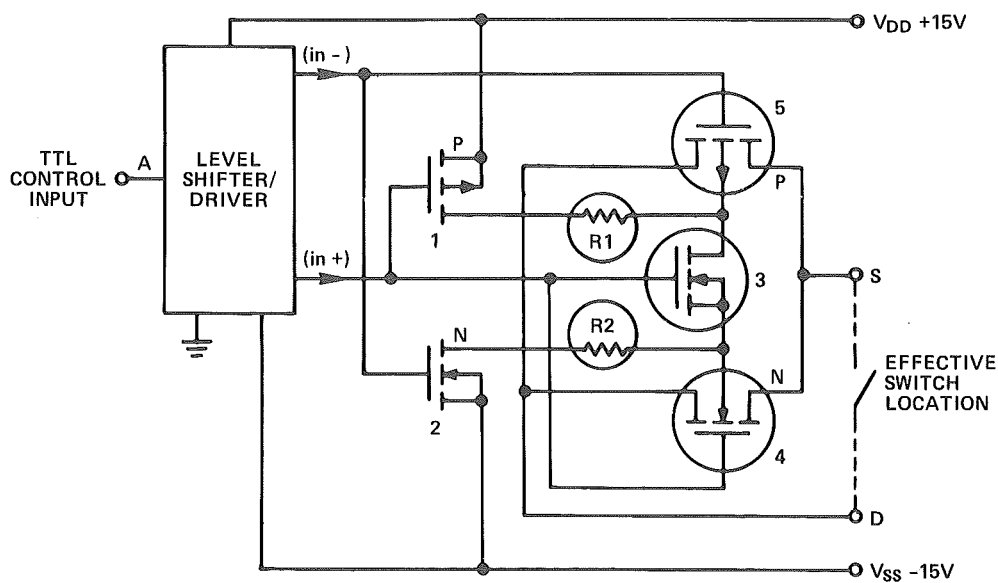 V_DD +15V
(in -)
5
TTL
CONTROL
INPUT
A
LEVEL
SHIFTER/
DRIVER
P
P
R1
1
(in +)
3
S
R2
N
N
EFFECTIVE
SWITCH
LOCATION
2
4
D
V_SS -15V